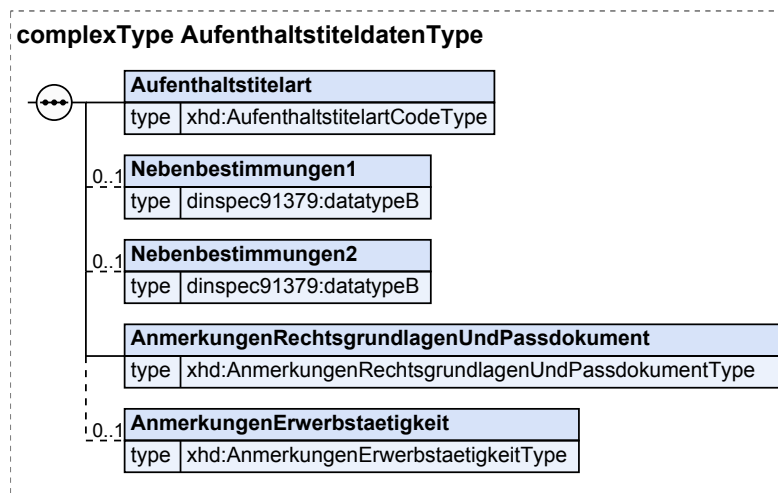 complexType AufenthaltstiteldatenType
Aufenthaltstitelart
type xhd:AufenthaltstitelartCodeType
0..1 Nebenbestimmungen1
type dinspec91379:datatypeB
0..1 Nebenbestimmungen2
type dinspec91379:datatypeB
AnmerkungenRechtsgrundlagenUndPassdokument
type xhd:AnmerkungenRechtsgrundlagenUndPassdokumentType
0..1 AnmerkungenErwerbstaetigkeit
type xhd:AnmerkungenErwerbstaetigkeitType